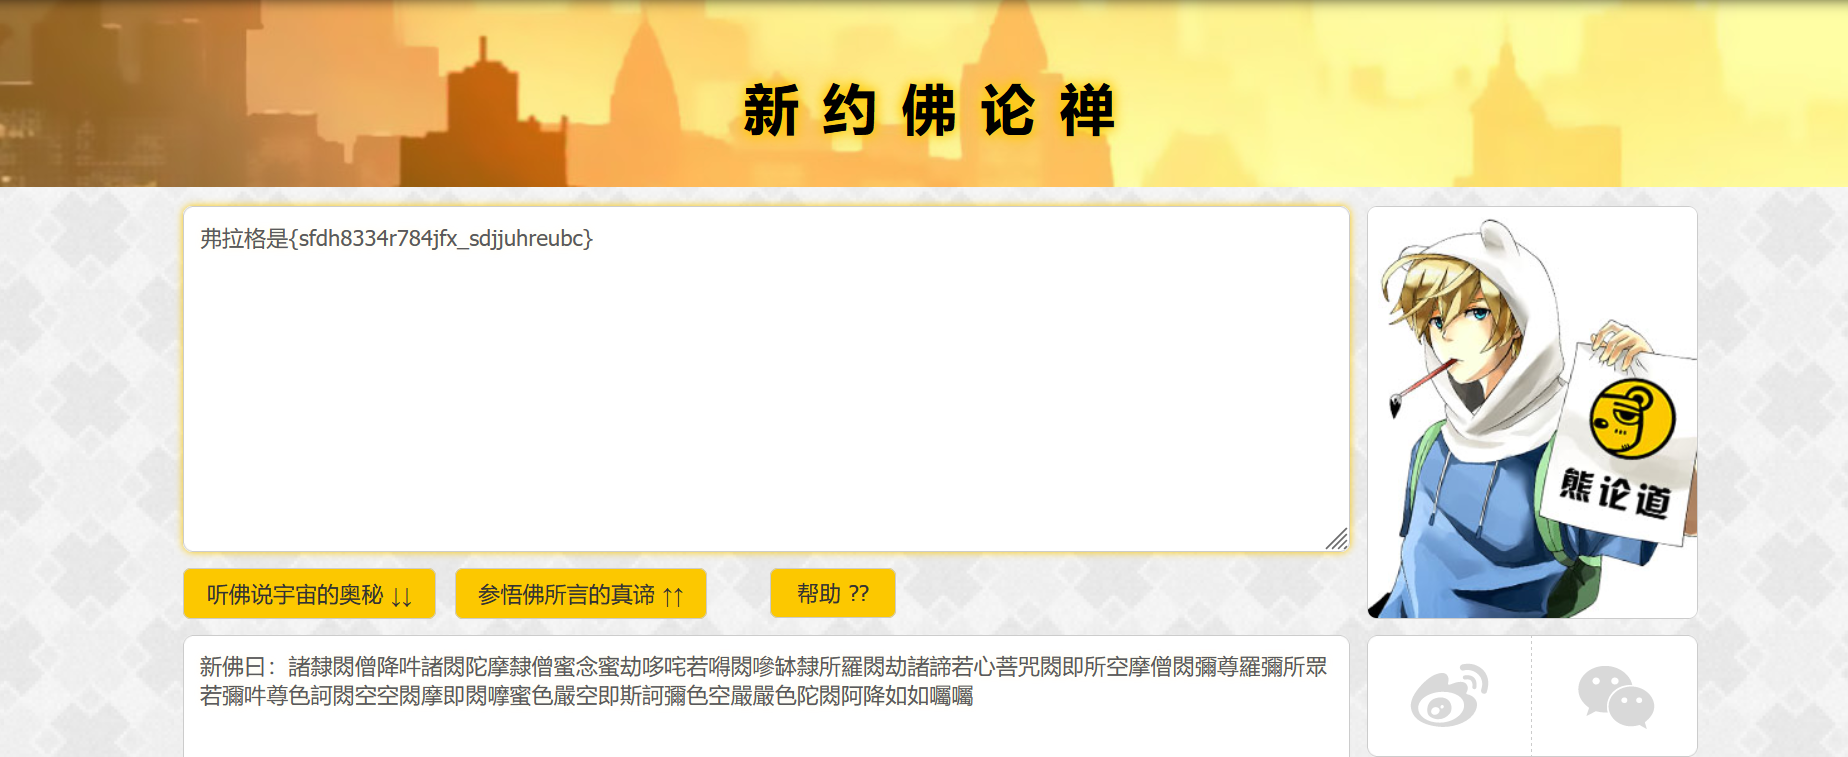 新约佛论禅
弗拉格是{sfdh8334r784jfx_sdjjuhreubc}
熊论道
听佛说宇宙的奥秘 ↓↓
参悟佛所言的真谛 ↑↑
帮助 ??
新佛曰：諸隸閦僧降吽諸閦陀摩隸僧蜜念蜜劫哆咤若嘚閦嘇缽隸所羅閦劫諸諦若心菩咒閦即所空摩僧閦彌尊羅彌所眾
若彌吽尊色訶閦空空閦摩即閦嚤蜜色嚴空即斯訶彌色空嚴嚴色陀閦阿降如如囑囑